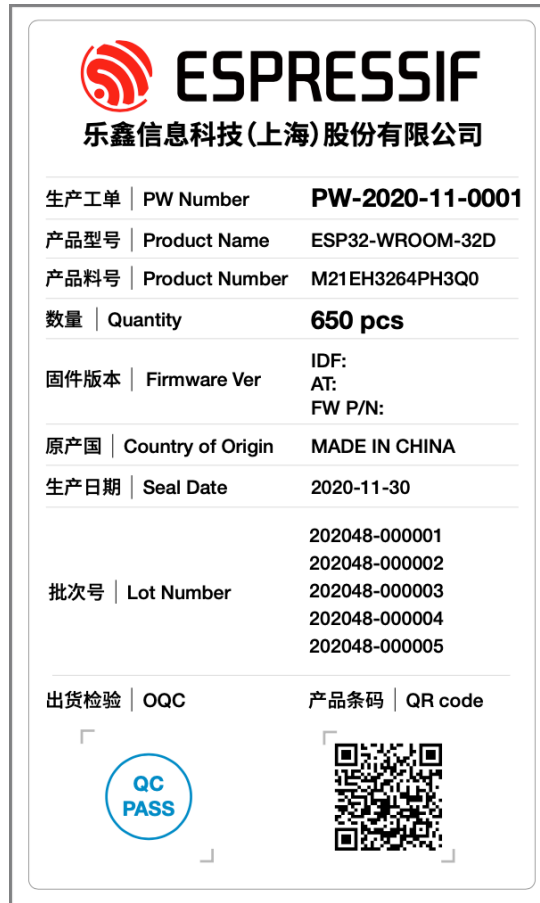 ESPRESSIF
乐鑫信息科技(上海)股份有限公司
生产工单 | PW Number PW-2020-11-0001
产品型号 | Product Name ESP32-WROOM-32D
产品料号 | Product Number M21EH3264PH3Q0
数量 | Quantity 650 pcs
固件版本 | Firmware Ver IDF:
AT:
FW P/N:
原产国 | Country of Origin MADE IN CHINA
生产日期 | Seal Date 2020-11-30
批次号 | Lot Number 202048-000001
202048-000002
202048-000003
202048-000004
202048-000005
出货检验 | OQC 产品条码 | QR code
QC
PASS